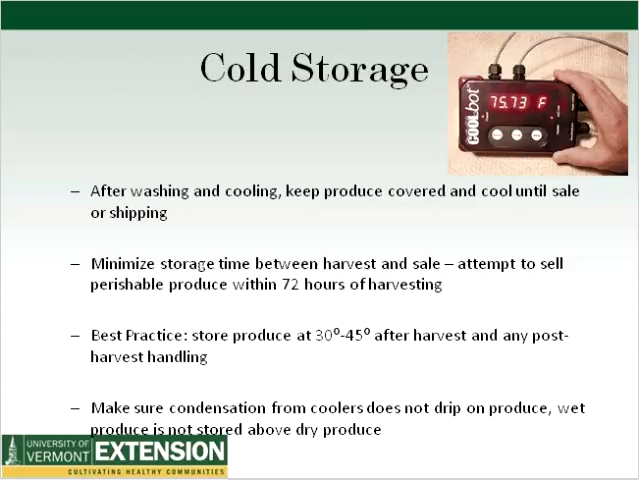 Cold Storage
75.73 F
COOLbot
– After washing and cooling, keep produce covered and cool until sale
or shipping
– Minimize storage time between harvest and sale – attempt to sell
perishable produce within 72 hours of harvesting
– Best Practice: store produce at 30⁰-45⁰ after harvest and any post-
harvest handling
– Make sure condensation from coolers does not drip on produce, wet
produce is not stored above dry produce
UNIVERSITY OF
VERMONT EXTENSION
CULTIVATING HEALTHY COMMUNITIES